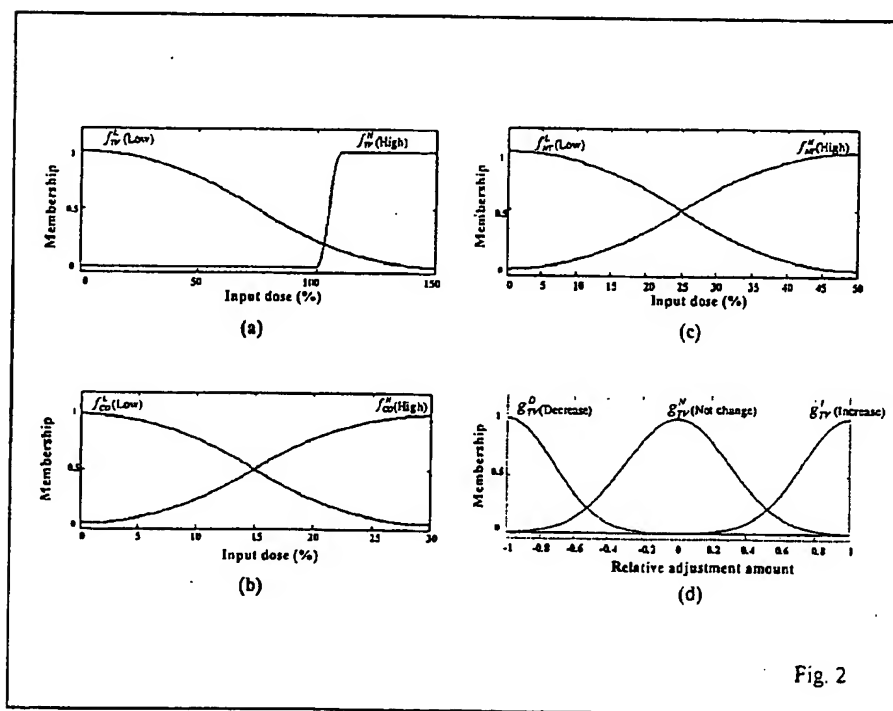 f_TV^L (Low)
f_TV^H (High)
Membership
1
0.5
0
0 50 100 150
Input dose (%)
(a)
f_NT^L (Low)
f_NT^H (High)
Membership
1
0.5
0
0 5 10 15 20 25 30 35 40 45 50
Input dose (%)
(c)
f_CO^L (Low)
f_CO^H (High)
Membership
1
0.5
0
0 5 10 15 20 25 30
Input dose (%)
(b)
g_TV^D (Decrease)
g_TV^N (Not change)
g_TV^I (Increase)
Membership
1
0.5
0
-1 -0.8 -0.6 -0.4 -0.2 0 0.2 0.4 0.6 0.8 1
Relative adjustment amount
(d)
Fig. 2